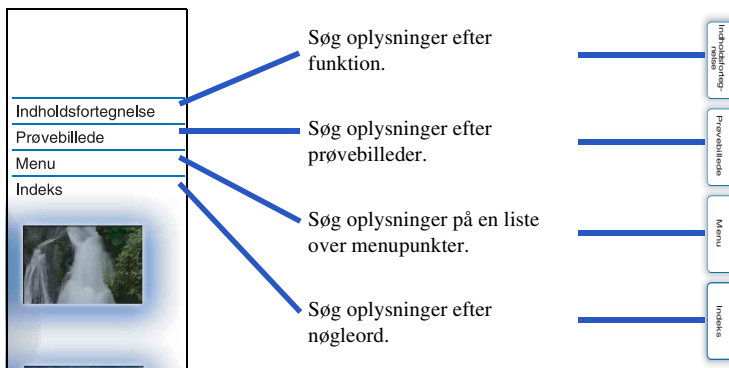 Indholdsfortegnelse
Prøvebillede
Menu
Indeks
Søg oplysninger efter
funktion.
Søg oplysninger efter
prøvebilleder.
Søg oplysninger på en liste
over menupunkter.
Søg oplysninger efter
nøgleord.
Indholdsforteg-
nelse
Prøvebillede
Menu
Indeks